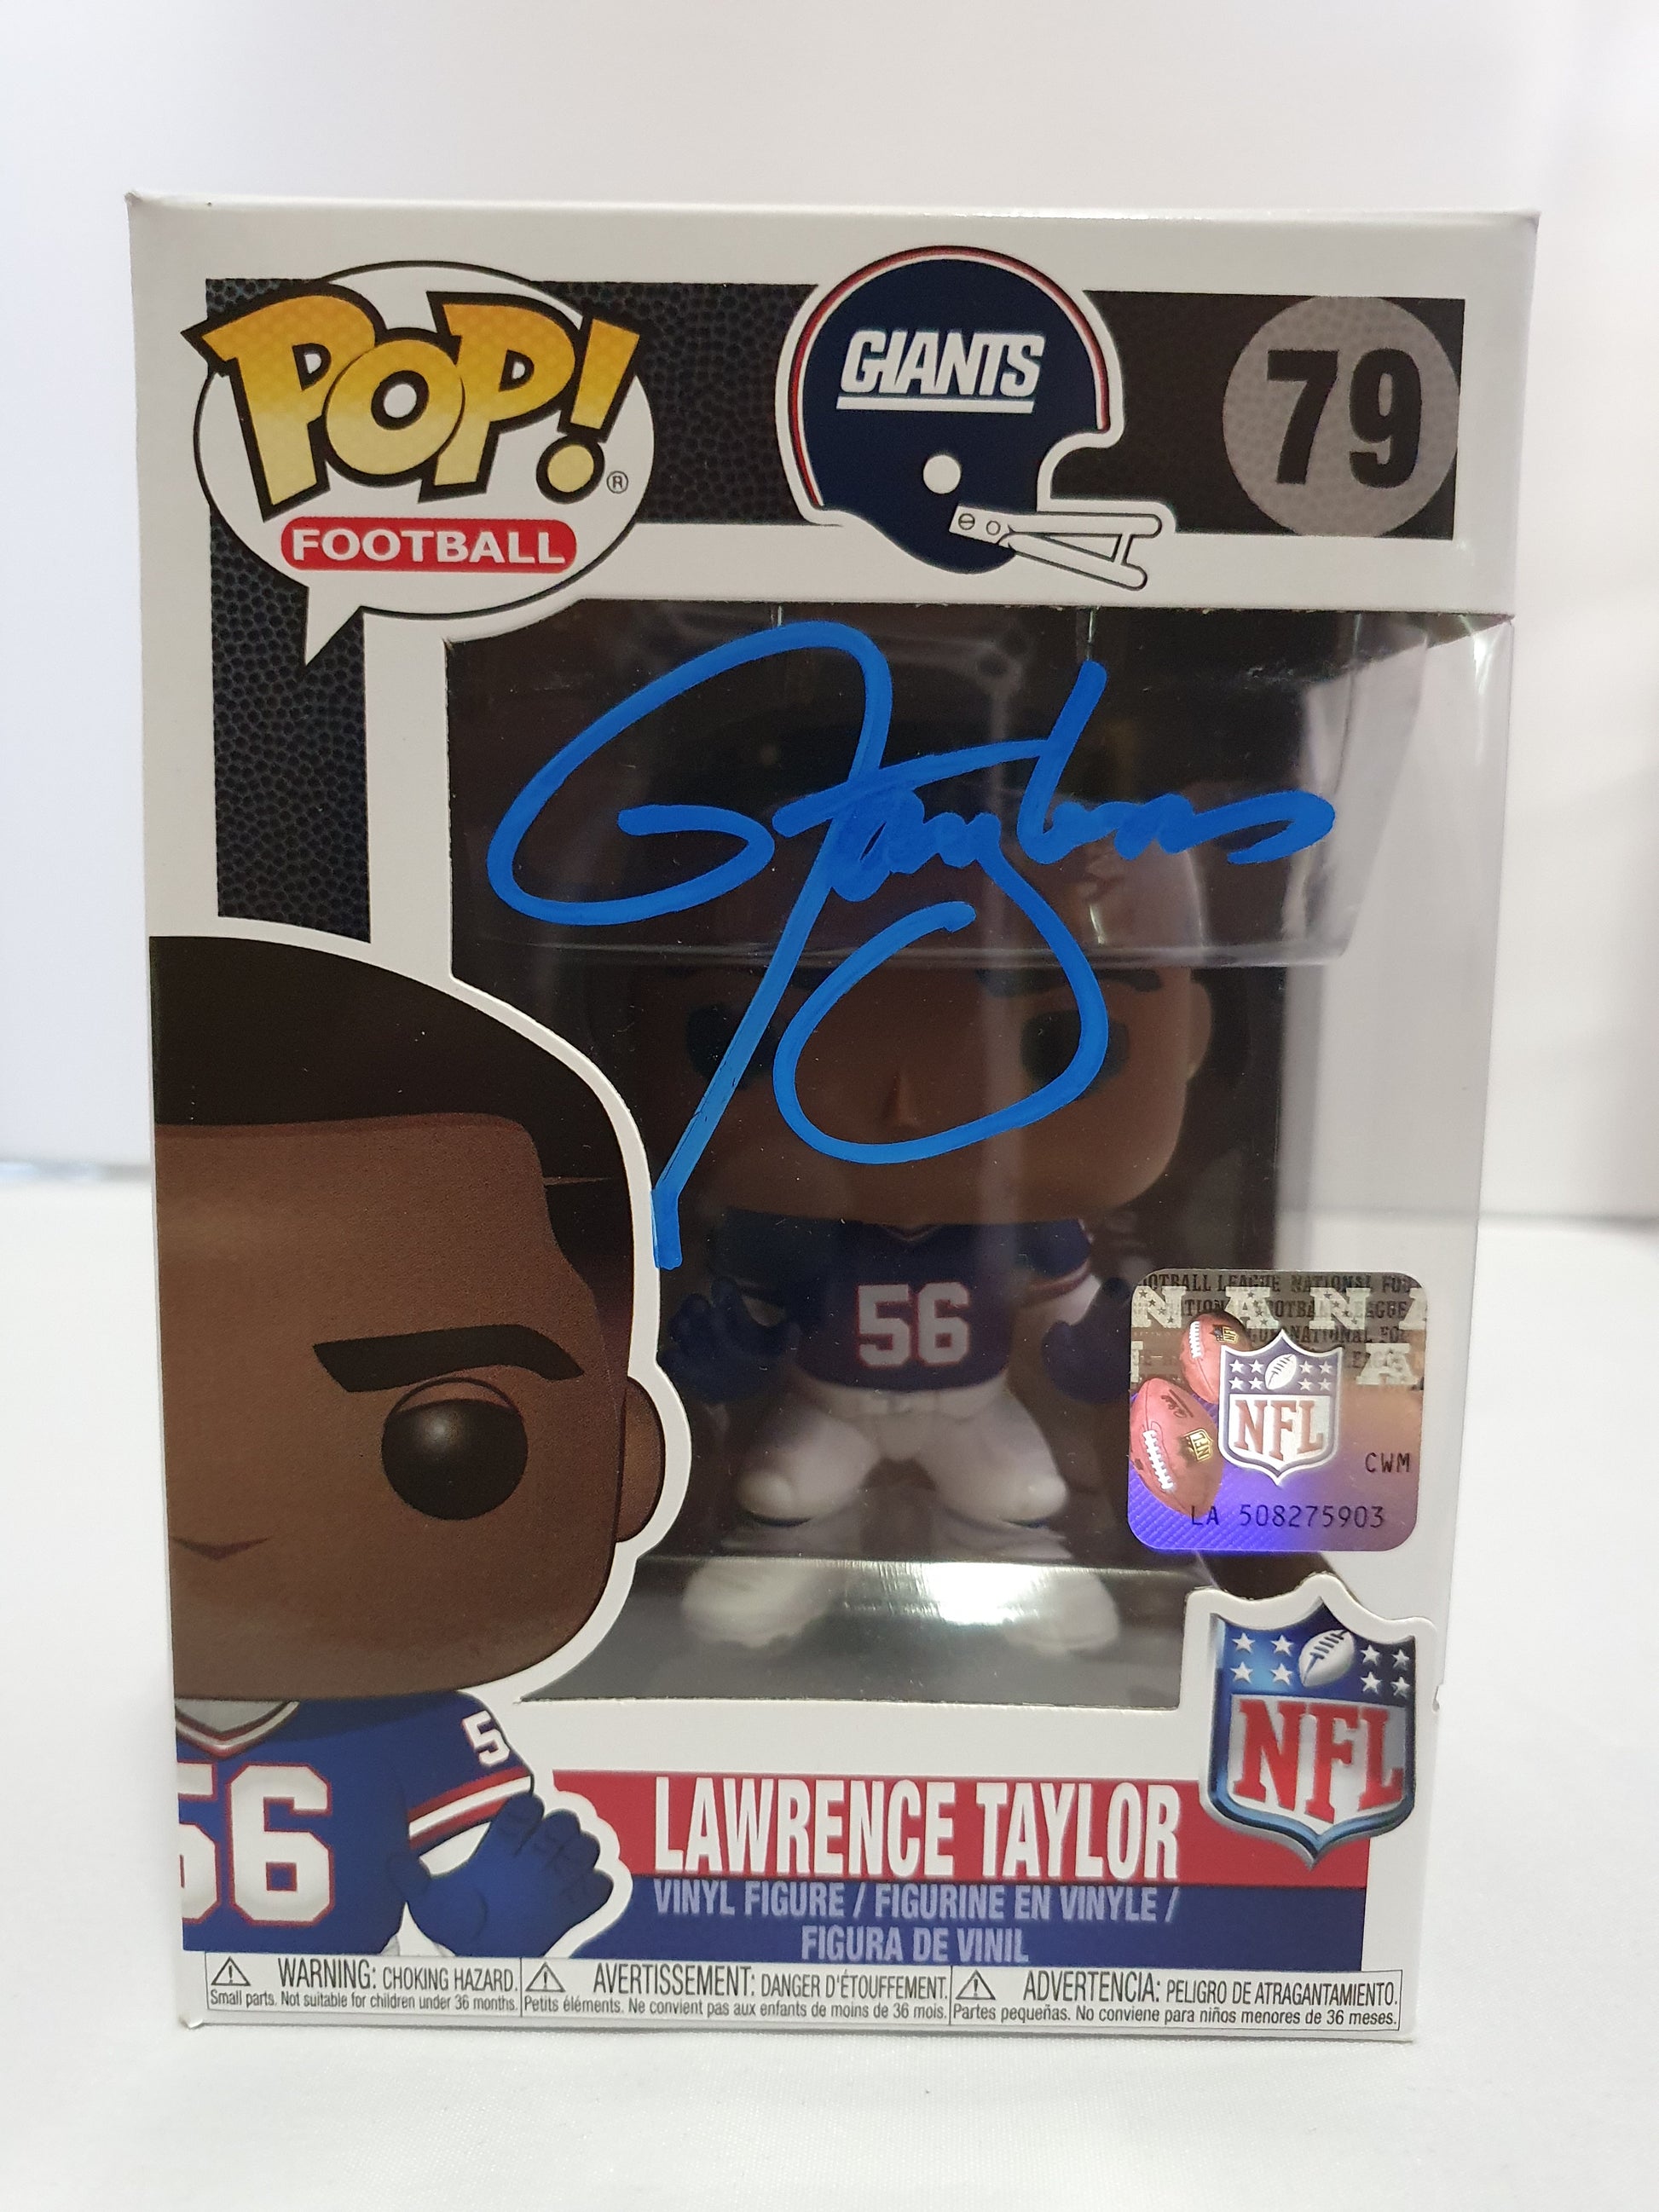 POP!®
FOOTBALL
GIANTS
79
56
NFL
CWM
LA 508275903
NFL
5
56
LAWRENCE TAYLOR
VINYL FIGURE / FIGURINE EN VINYLE /
FIGURA DE VINIL
WARNING: CHOKING HAZARD.
Small parts. Not suitable for children under 36 months.
AVERTISSEMENT: DANGER D'ÉTOUFFEMENT.
Petits éléments. Ne convient pas aux enfants de moins de 36 mois.
ADVERTENCIA: PELIGRO DE ATRAGANTAMIENTO.
Partes pequeñas. No conviene para niños menores de 36 meses.